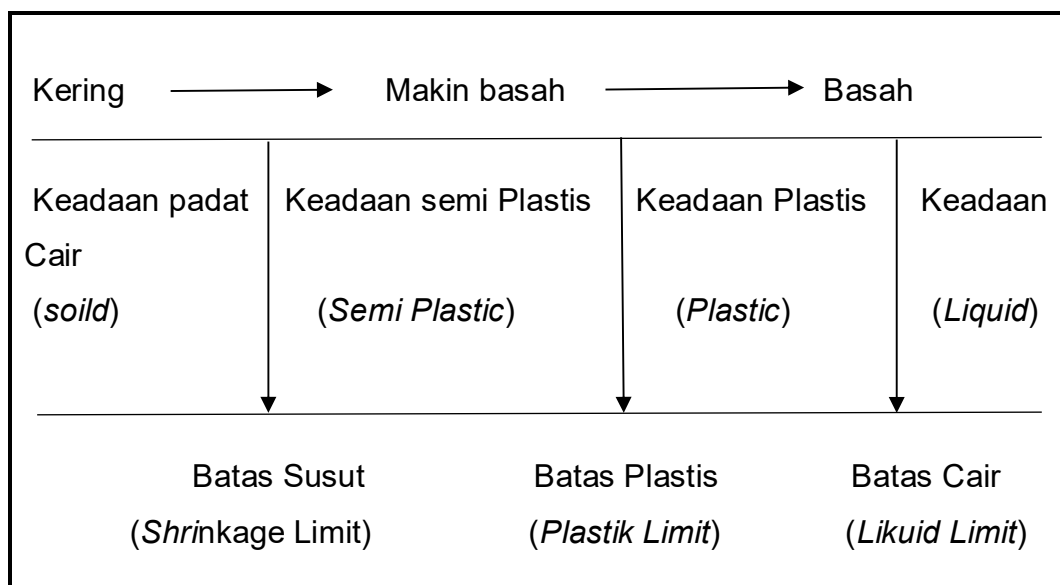 Kering Makin basah Basah
Keadaan padat Keadaan semi Plastis Keadaan Plastis Keadaan
Cair
(soild) (Semi Plastic) (Plastic) (Liquid)
Batas Susut Batas Plastis Batas Cair
(Shrinkage Limit) (Plastik Limit) (Likuid Limit)